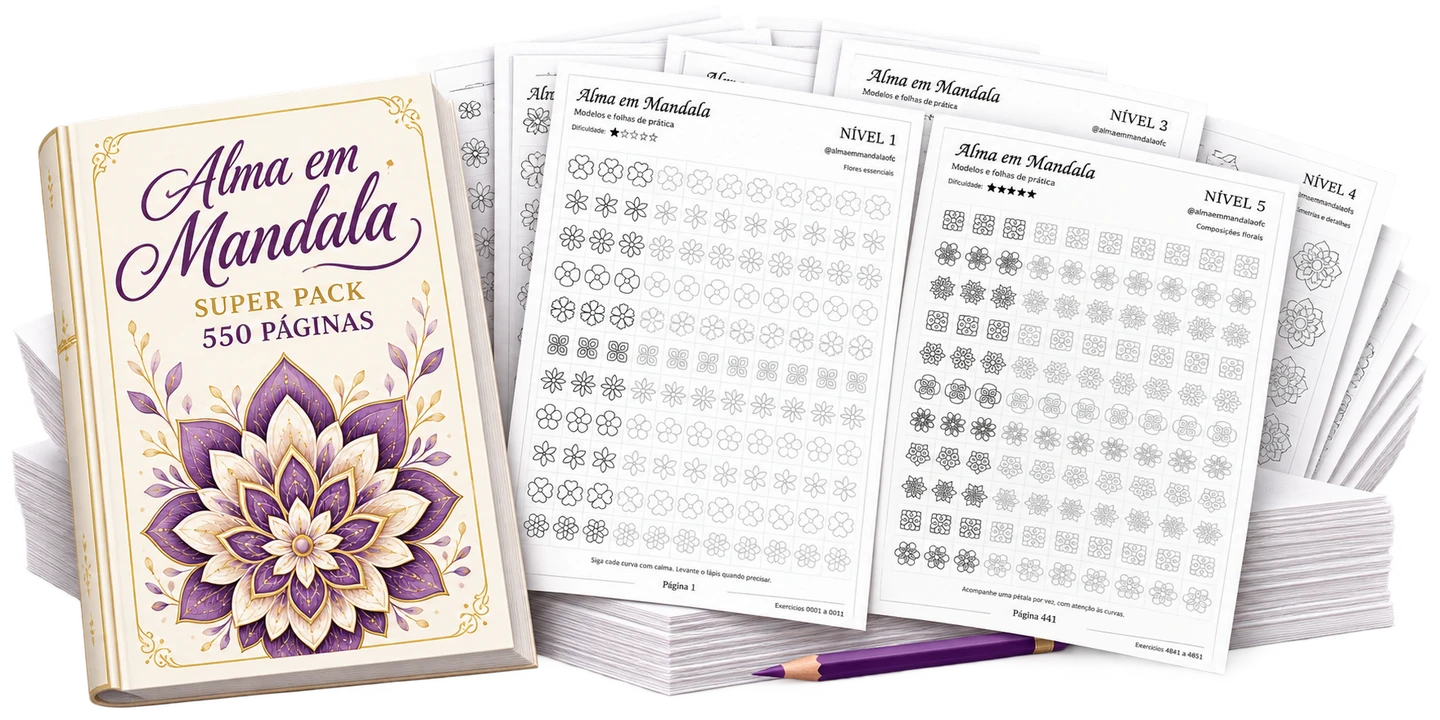 Alma em
Mandala
SUPER PACK
550 PÁGINAS
Alma em Mandala
Modelos e folhas de prática
Dificuldade: ★☆☆☆☆
NÍVEL 1
@almaemmandalaofc
Flores essenciais
Siga cada curva com calma. Levante o lápis quando precisar.
Página 1
Exercícios 0001 a 0011
Alma em Mandala
Modelos e folhas de prática
NÍVEL 3
@almaemmandalaofc
Alma em Mandala
Modelos e folhas de prática
Dificuldade: ★★★★★
NÍVEL 5
@almaemmandalaofc
Composições florais
Acompanhe uma pétala por vez, com atenção às curvas.
Página 441
Exercícios 4841 a 4851
NÍVEL 4
e detalhes